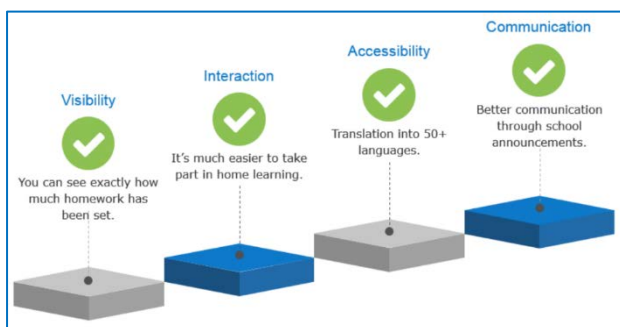 Visibility
You can see exactly how
much homework has
been set.
Interaction
It's much easier to take
part in home learning.
Accessibility
Translation into 50+
languages.
Communication
Better communication
through school
announcements.